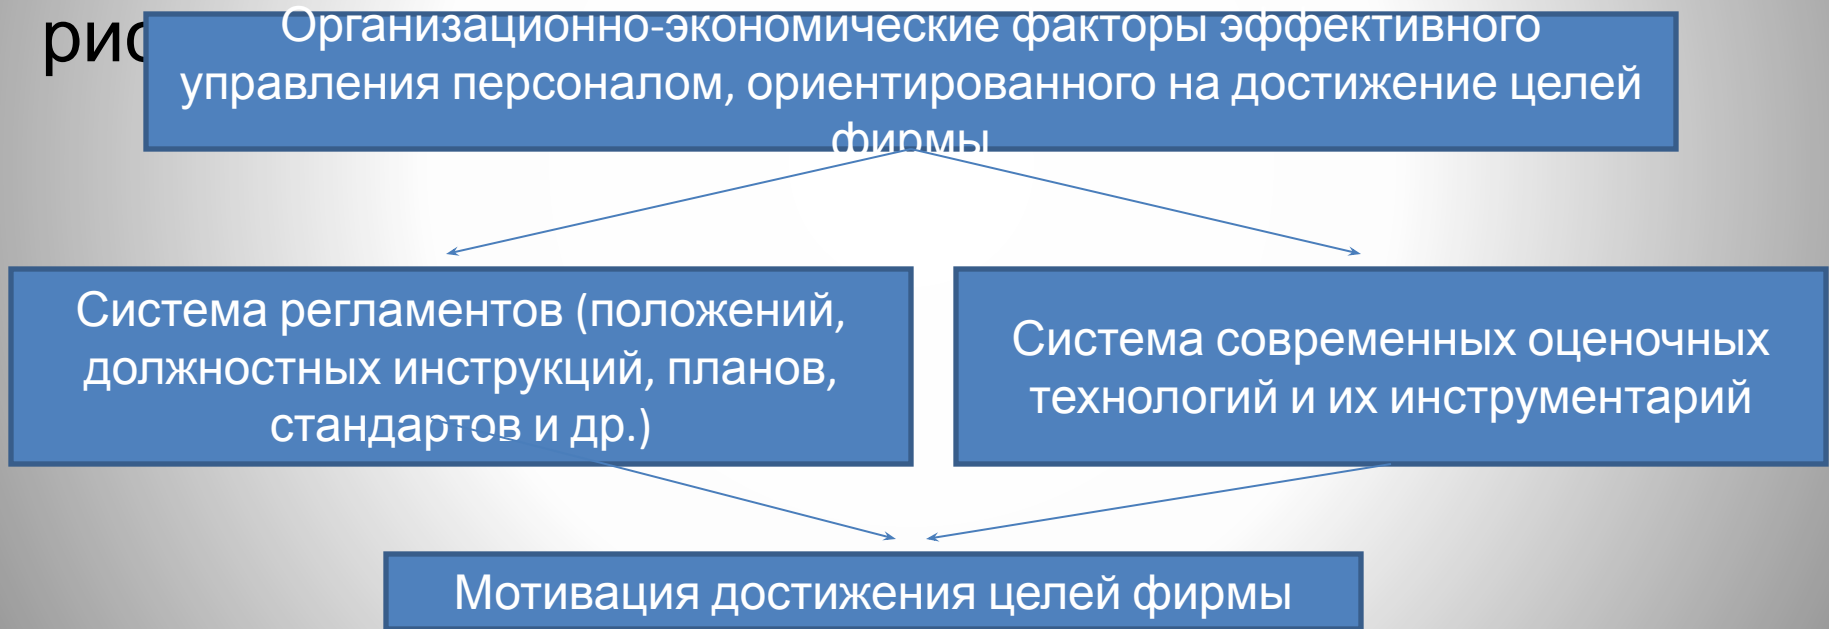 Организационно-экономические факторы эффективного
управления персоналом, ориентированного на достижение целей
фирмы
Система регламентов (положений,
должностных инструкций, планов,
стандартов и др.)
Система современных оценочных
технологий и их инструментарий
Мотивация достижения целей фирмы